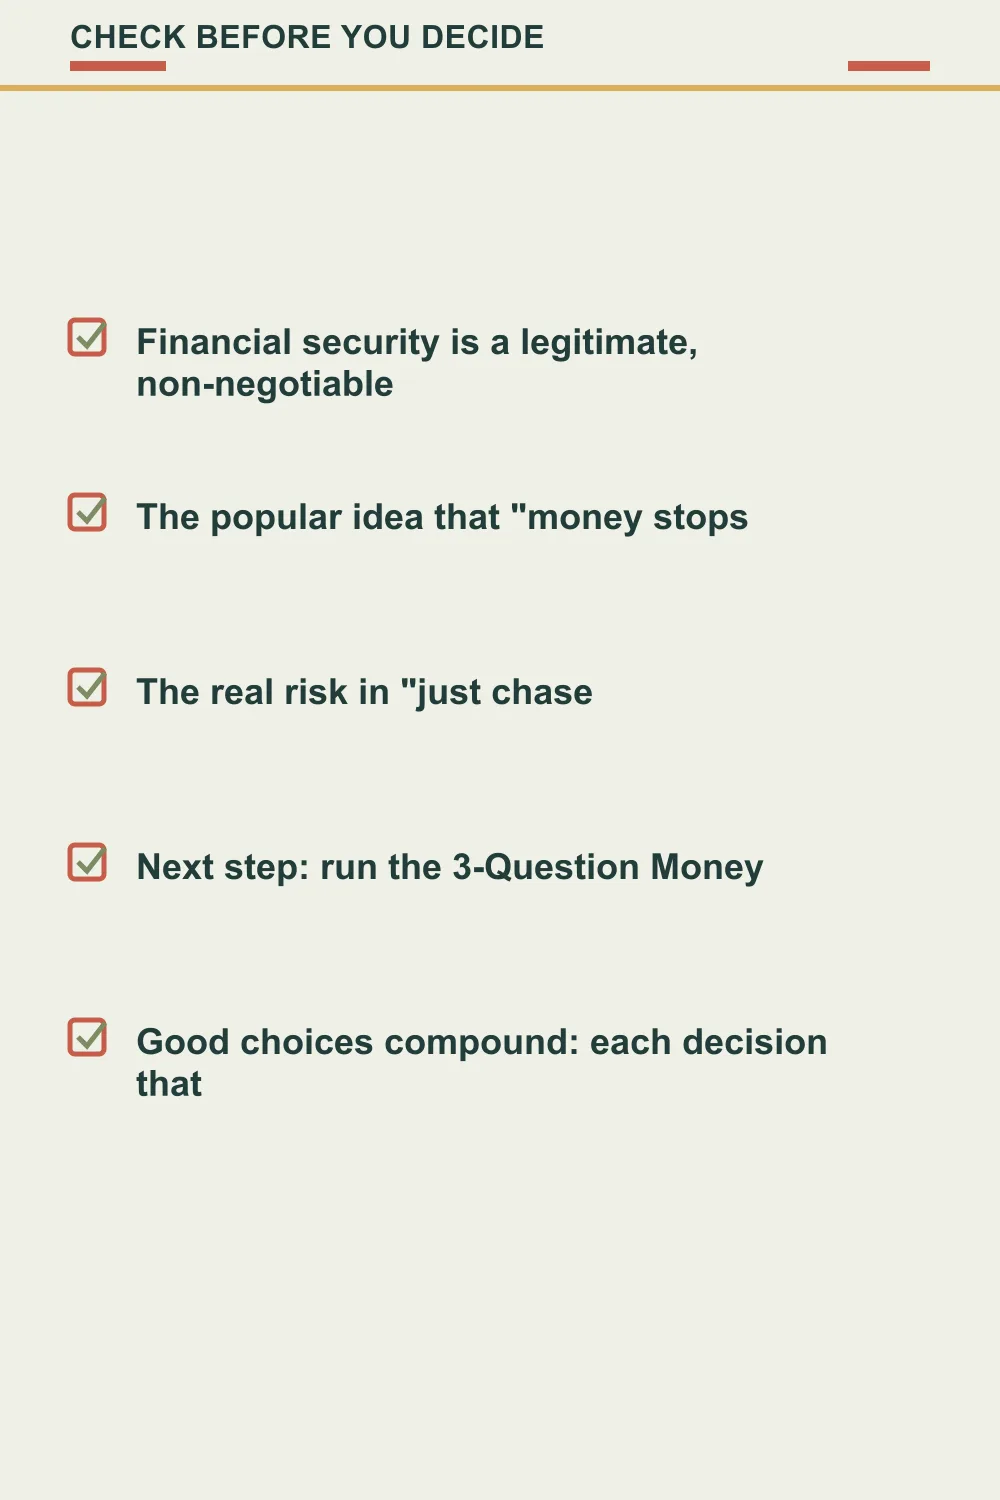 CHECK BEFORE YOU DECIDE
Financial security is a legitimate,
non-negotiable
The popular idea that "money stops
The real risk in "just chase
Next step: run the 3-Question Money
Good choices compound: each decision
that